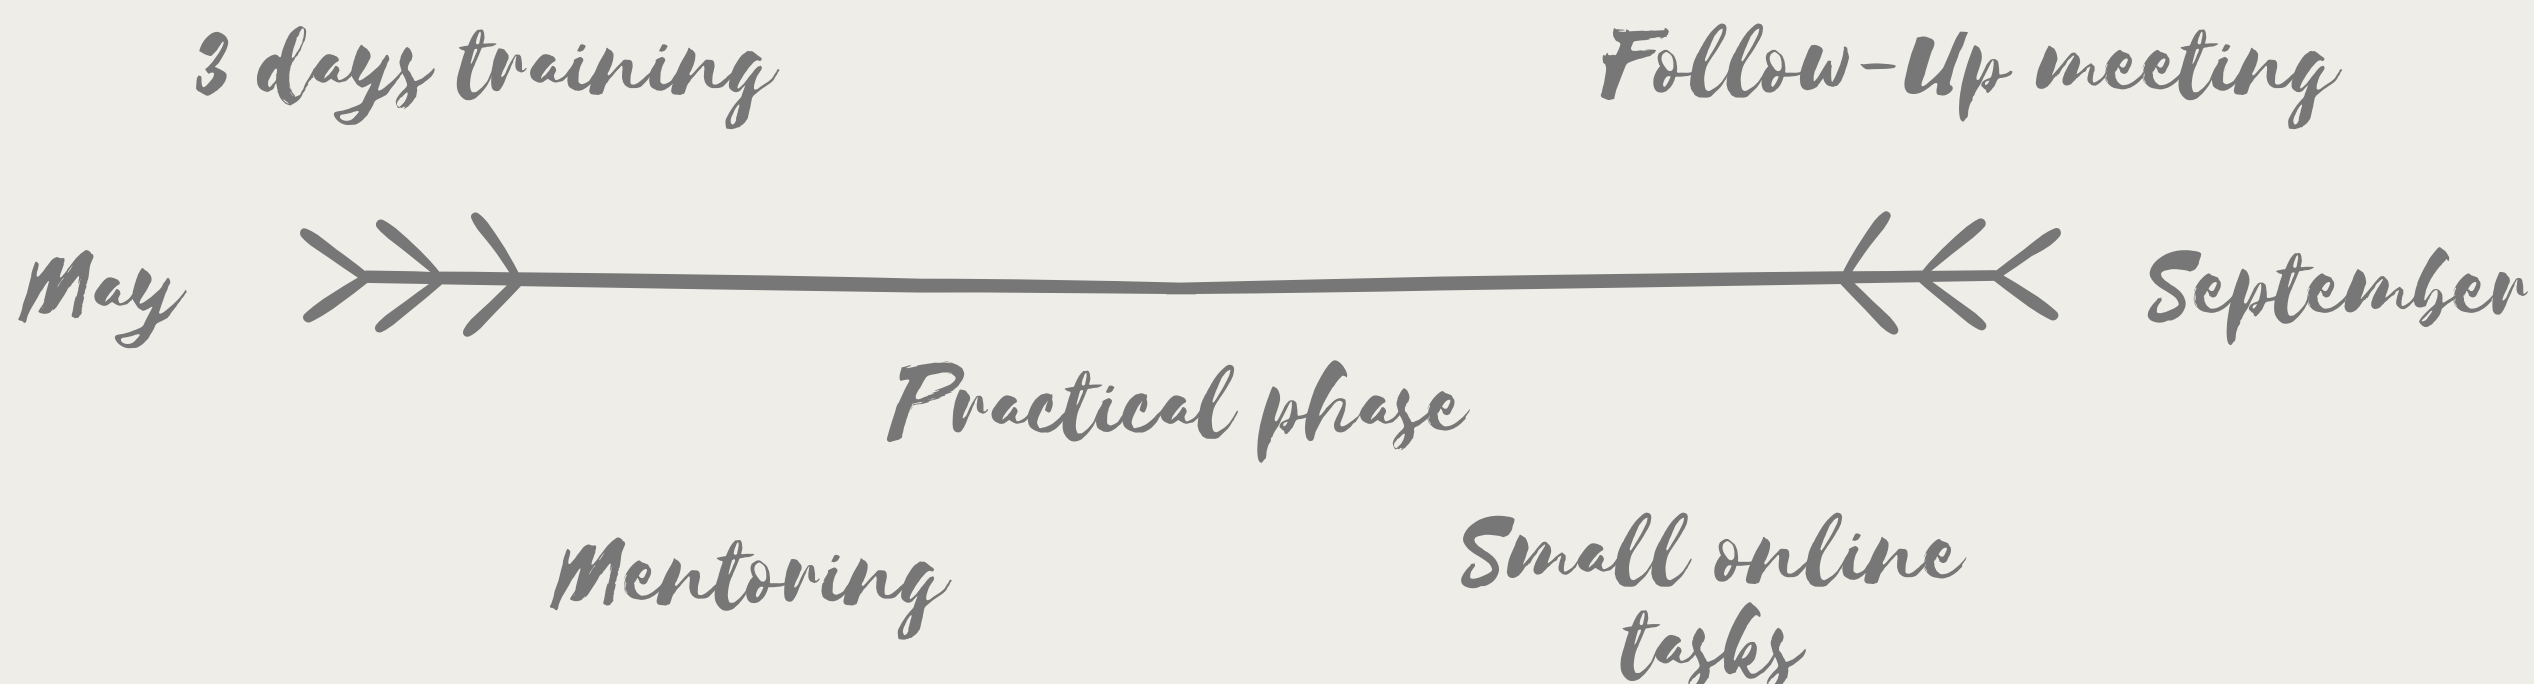 3 days training
Follow-Up meeting
May
September
Practical phase
Mentoring
Small online
tasks